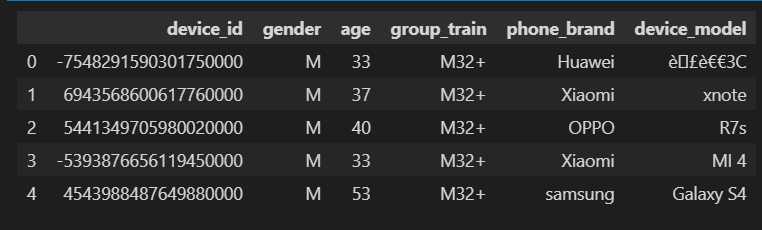 device_id gender age group_train phone_brand device_model
0 -7548291590301750000 M 33 M32+ Huawei è□£è€€3C
1 6943568600617760000 M 37 M32+ Xiaomi xnote
2 5441349705980020000 M 40 M32+ OPPO R7s
3 -5393876656119450000 M 33 M32+ Xiaomi MI 4
4 4543988487649880000 M 53 M32+ samsung Galaxy S4